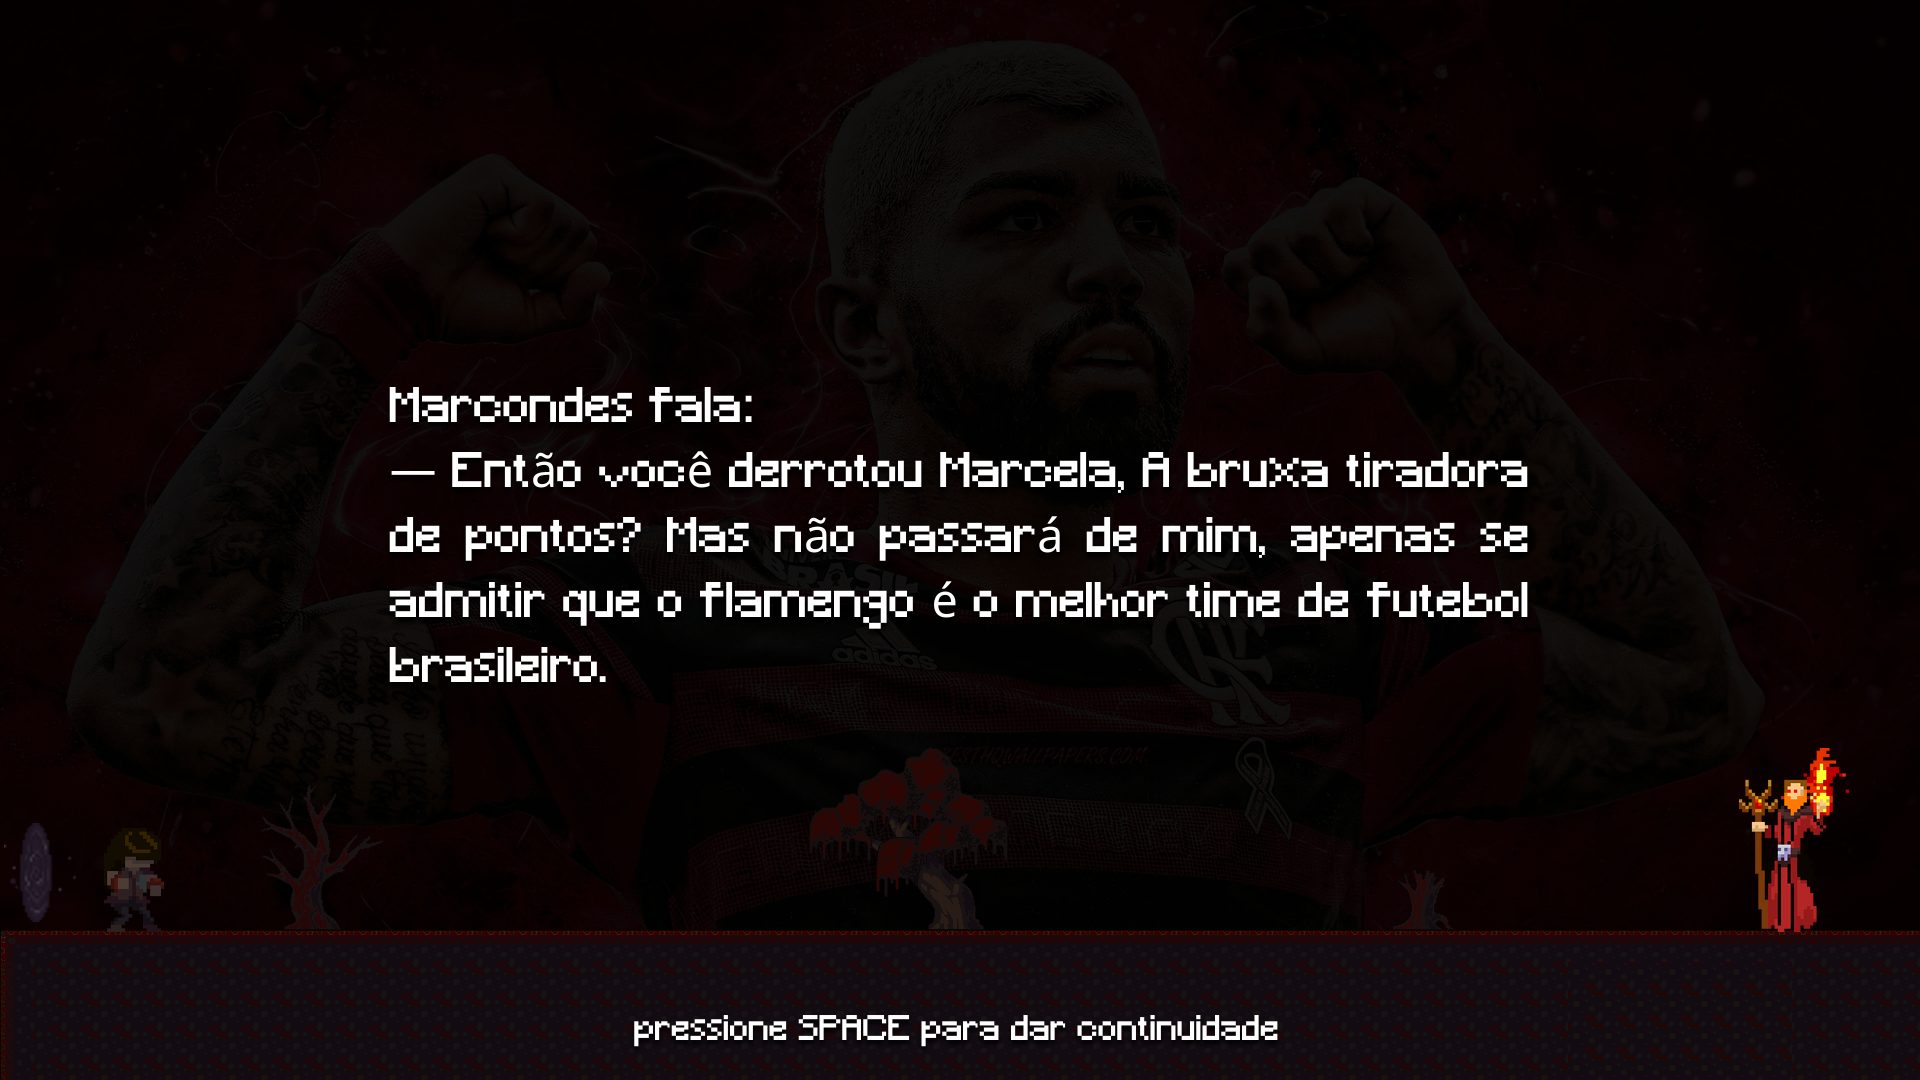 Marcondes fala:
— Então você derrotou Marcela, A bruxa tiradora
de pontos? Mas não passará de mim, apenas se
admitir que o flamengo é o melhor time de futebol
brasileiro.
adidas
pressione SPACE para dar continuidade